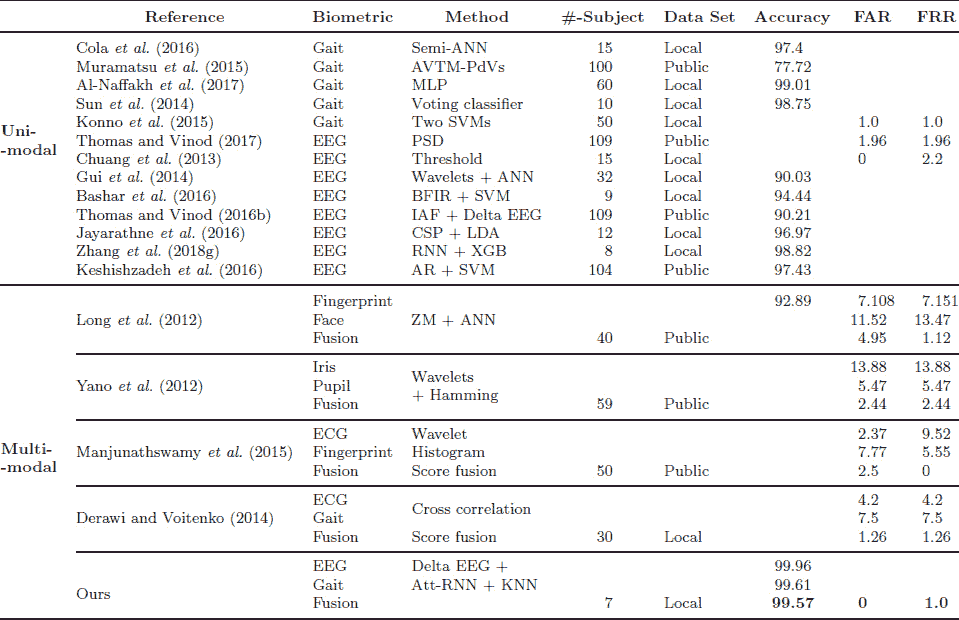 Reference Biometric Method #-Subject Data Set Accuracy FAR FRR
Cola et al. (2016) Gait Semi-ANN 15 Local 97.4
Muramatsu et al. (2015) Gait AVTM-PdVs 100 Public 77.72
Al-Naffakh et al. (2017) Gait MLP 60 Local 99.01
Sun et al. (2014) Gait Voting classifier 10 Local 98.75
Konno et al. (2015) Gait Two SVMs 50 Local 1.0 1.0
Uni-
Thomas and Vinod (2017) EEG PSD 109 Public 1.96 1.96
-modal
Chuang et al. (2013) EEG Threshold 15 Local 0 2.2
Gui et al. (2014) EEG Wavelets + ANN 32 Local 90.03
Bashar et al. (2016) EEG BFIR + SVM 9 Local 94.44
Thomas and Vinod (2016b) EEG IAF + Delta EEG 109 Public 90.21
Jayarathne et al. (2016) EEG CSP + LDA 12 Local 96.97
Zhang et al. (2018g) EEG RNN + XGB 8 Local 98.82
Keshishzadeh et al. (2016) EEG AR + SVM 104 Public 97.43
Fingerprint 92.89 7.108 7.151
Long et al. (2012) Face ZM + ANN 11.52 13.47
Fusion 40 Public 4.95 1.12
Iris 13.88 13.88
Wavelets
Yano et al. (2012) Pupil 5.47 5.47
+ Hamming
Fusion 59 Public 2.44 2.44
ECG Wavelet 2.37 9.52
Multi-
Manjunathswamy et al. (2015) Fingerprint Histogram 7.77 5.55
-modal
Fusion Score fusion 50 Public 2.5 0
ECG 4.2 4.2
Cross correlation
Derawi and Voitenko (2014) Gait 7.5 7.5
Fusion Score fusion 30 Local 1.26 1.26
EEG Delta EEG + 99.96
Gait Att-RNN + KNN 99.61
Ours
Fusion 7 Local 99.57 0 1.0